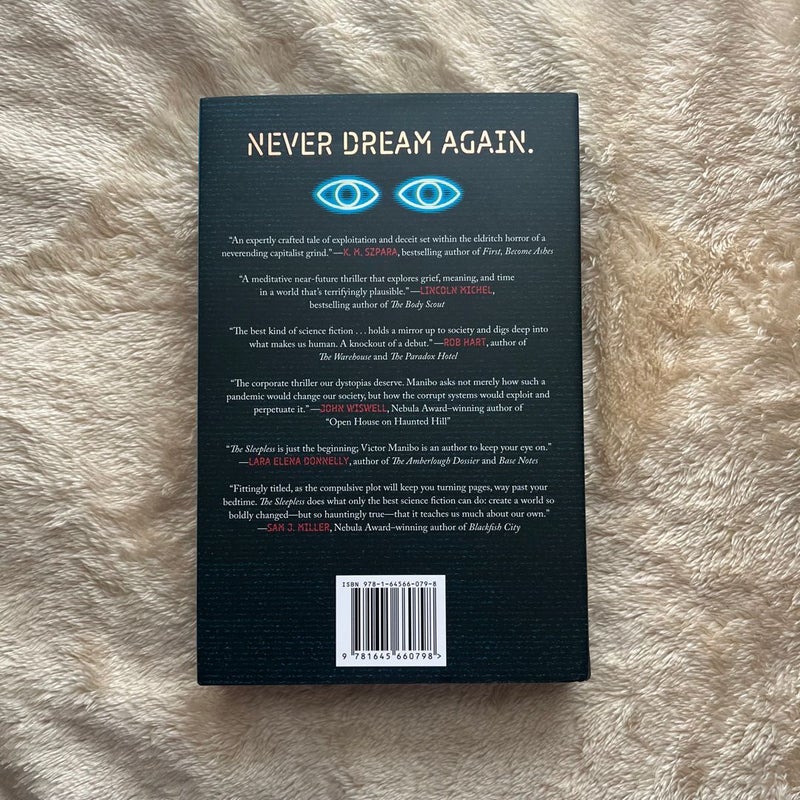 NEVER DREAM AGAIN.
“An expertly crafted tale of exploitation and deceit set within the eldritch horror of a
neverending capitalist grind.”—K. M. SZPARA, bestselling author of First, Become Ashes
“A meditative near-future thriller that explores grief, meaning, and time
in a world that’s terrifyingly plausible.”—LINCOLN MICHEL,
bestselling author of The Body Scout
“The best kind of science fiction . . . holds a mirror up to society and digs deep into
what makes us human. A knockout of a debut.”—ROB HART, author of
The Warehouse and The Paradox Hotel
“The corporate thriller our dystopias deserve. Manibo asks not merely how such a
pandemic would change our society, but how the corrupt systems would exploit and
perpetuate it.”—JOHN WISWELL, Nebula Award–winning author of
“Open House on Haunted Hill”
“The Sleepless is just the beginning; Victor Manibo is an author to keep your eye on.”
—LARA ELENA DONNELLY, author of The Amberlough Dossier and Base Notes
“Fittingly titled, as the compulsive plot will keep you turning pages, way past your
bedtime. The Sleepless does what only the best science fiction can do: create a world so
boldly changed—but so hauntingly true—that it teaches us much about our own.”
—SAM J. MILLER, Nebula Award–winning author of Blackfish City
ISBN 978-1-64566-079-8
9 781645 660798 >